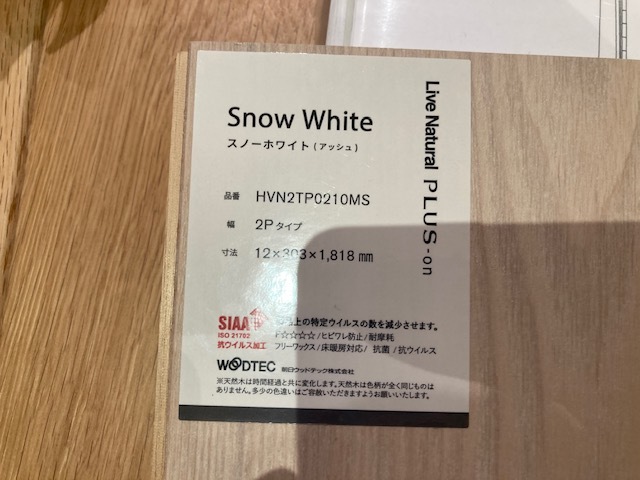 Snow White
スノーホワイト(アッシュ)
品番 HVN2TP0210MS
幅 2Pタイプ
寸法 12×303×1,818㎜
Live Natural PLUS-on
SIAA
ISO 21702
抗ウイルス加工
上の特定ウイルスの数を減少させます。
F☆☆☆☆/ヒビワレ防止/耐摩耗
フリーワックス/床暖房対応/ 抗菌/抗ウイルス
WOODTEC 朝日ウッドテック株式会社
※天然木は時間経過と共に変化します。天然木は色柄が全く同じものは
ありません。多少の色違いはご容赦いただきますようお願いいたします。